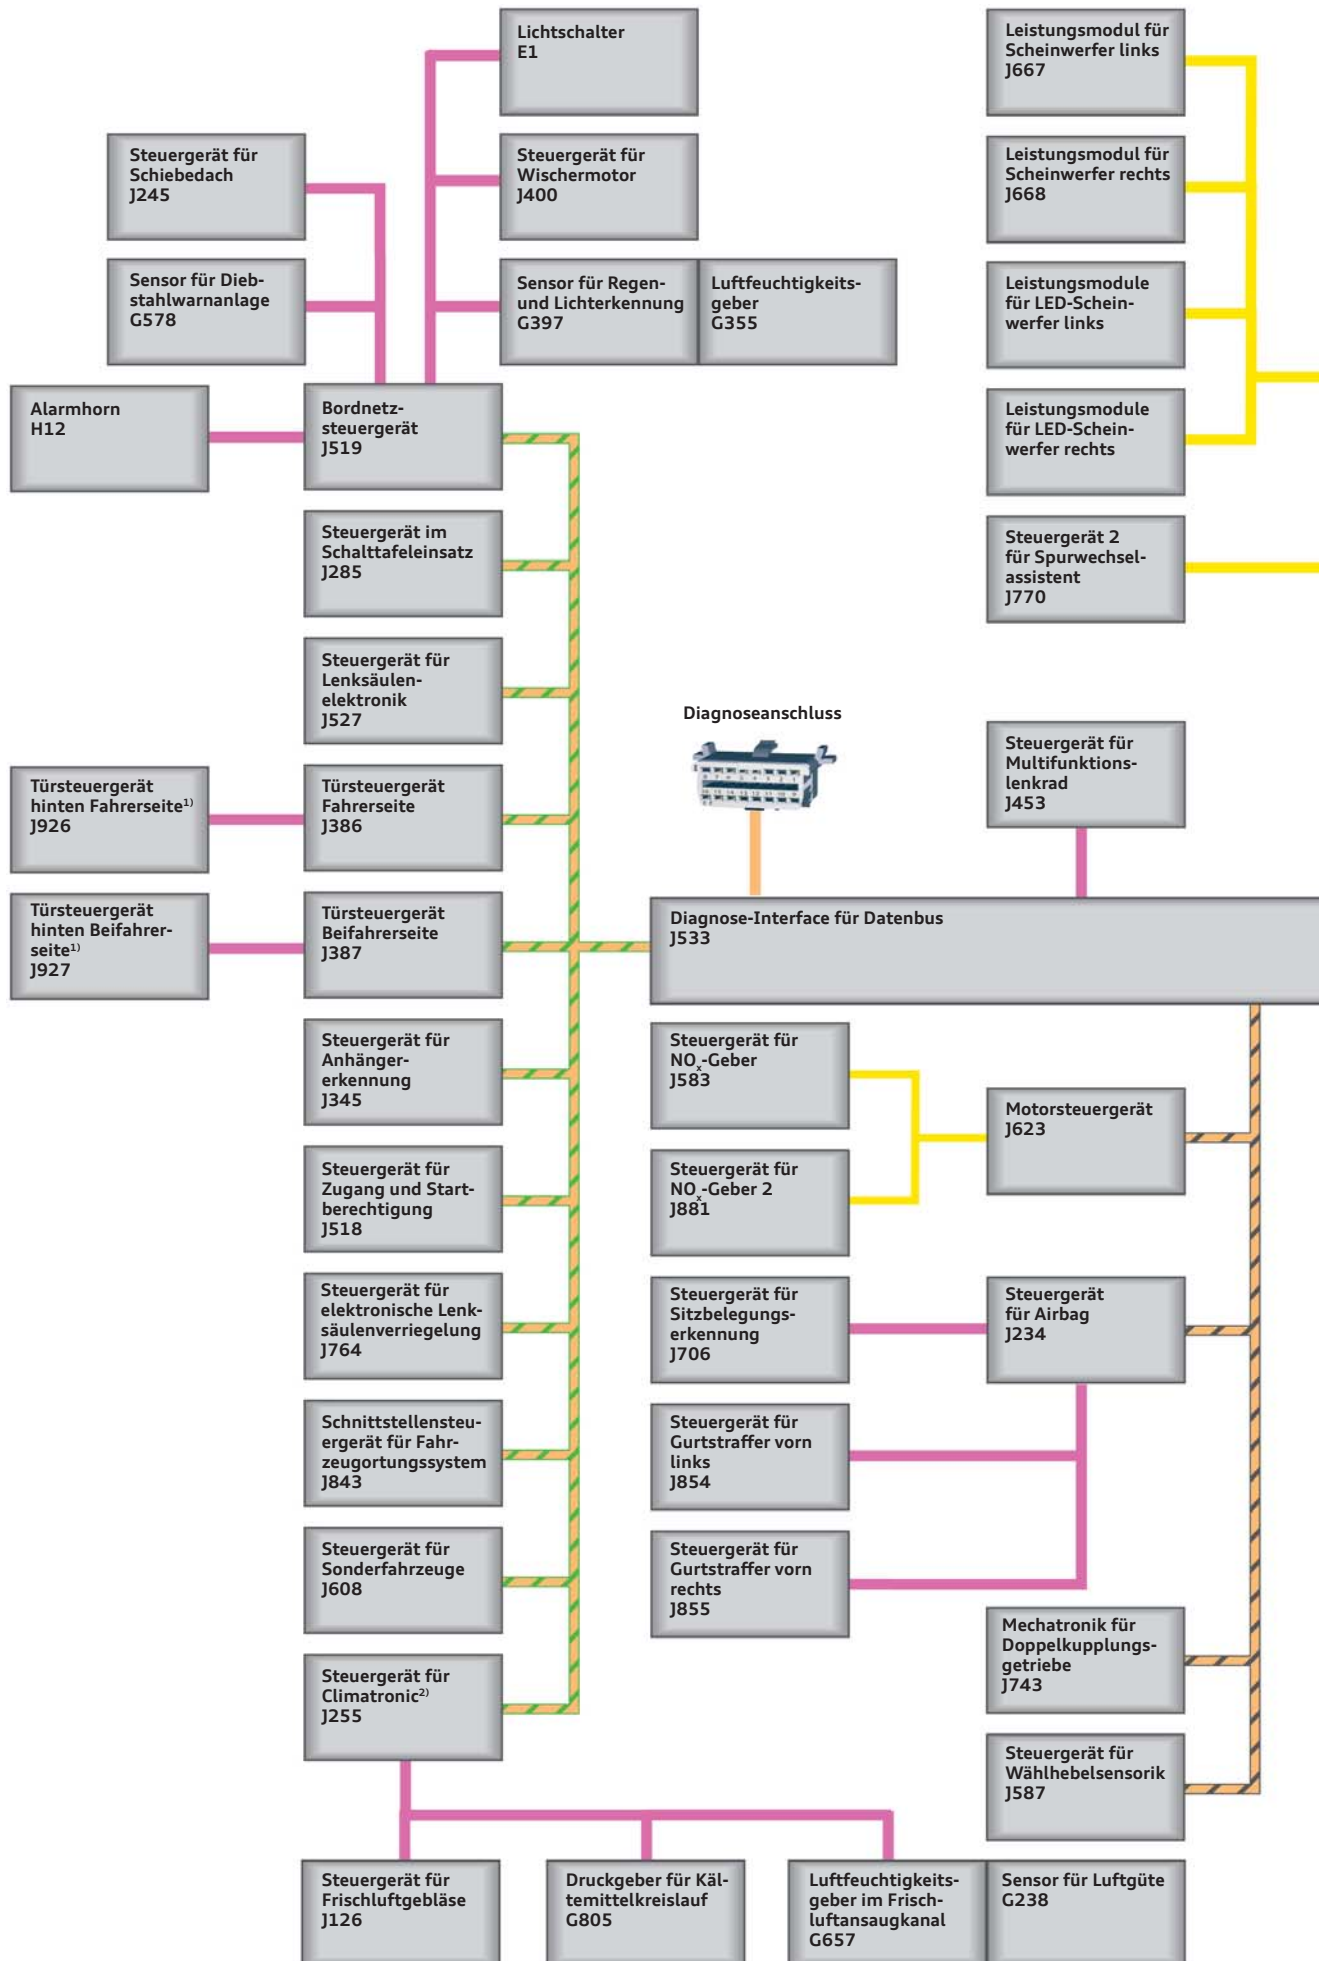 Lichtschalter
E1
Leistungsmodul für
Scheinwerfer links
J667
Steuergerät für
Schiebedach
J245
Steuergerät für
Wischermotor
J400
Leistungsmodul für
Scheinwerfer rechts
J668
Sensor für Dieb-
stahlwarnanlage
G578
Sensor für Regen-
und Lichterkennung
G397
Luftfeuchtigkeits-
geber
G355
Leistungsmodule
für LED-Schein-
werfer links
Alarmhorn
H12
Bordnetz-
steuergerät
J519
Leistungsmodule
für LED-Schein-
werfer rechts
Steuergerät im
Schalttafeleinsatz
J285
Steuergerät 2
für Spurwechsel-
assistent
J770
Steuergerät für
Lenksäulen-
elektronik
J527
Diagnoseanschluss
Steuergerät für
Multifunktions-
lenkrad
J453
Türsteuergerät
hinten Fahrerseite1)
J926
Türsteuergerät
Fahrerseite
J386
Türsteuergerät
hinten Beifahrer-
seite1)
J927
Türsteuergerät
Beifahrerseite
J387
Diagnose-Interface für Datenbus
J533
Steuergerät für
Anhänger-
erkennung
J345
Steuergerät für
NOx-Geber
J583
Motorsteuergerät
J623
Steuergerät für
Zugang und Start-
berechtigung
J518
Steuergerät für
NOx-Geber 2
J881
Steuergerät für
elektronische Lenk-
säulenverriegelung
J764
Steuergerät für
Sitzbelegungs-
erkennung
J706
Steuergerät
für Airbag
J234
Schnittstellensteu-
ergerät für Fahr-
zeugortungssystem
J843
Steuergerät für
Gurtstraffer vorn
links
J854
Steuergerät für
Sonderfahrzeuge
J608
Steuergerät für
Gurtstraffer vorn
rechts
J855
Mechatronik für
Doppelkupplungs-
getriebe
J743
Steuergerät für
Climatronic2)
J255
Steuergerät für
Wählhebelsensorik
J587
Steuergerät für
Frischluftgebläse
J126
Druckgeber für Käl-
temittelkreislauf
G805
Luftfeuchtigkeits-
geber im Frisch-
luftansaugkanal
G657
Sensor für Luftgüte
G238